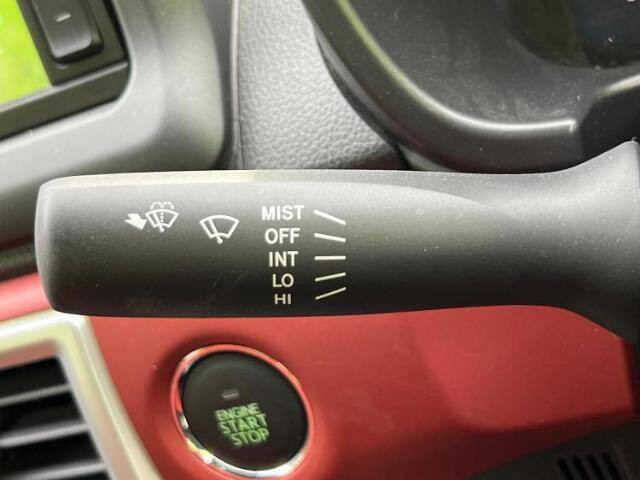 MIST
OFF
INT
LO
HI
ENGINE
START
STOP